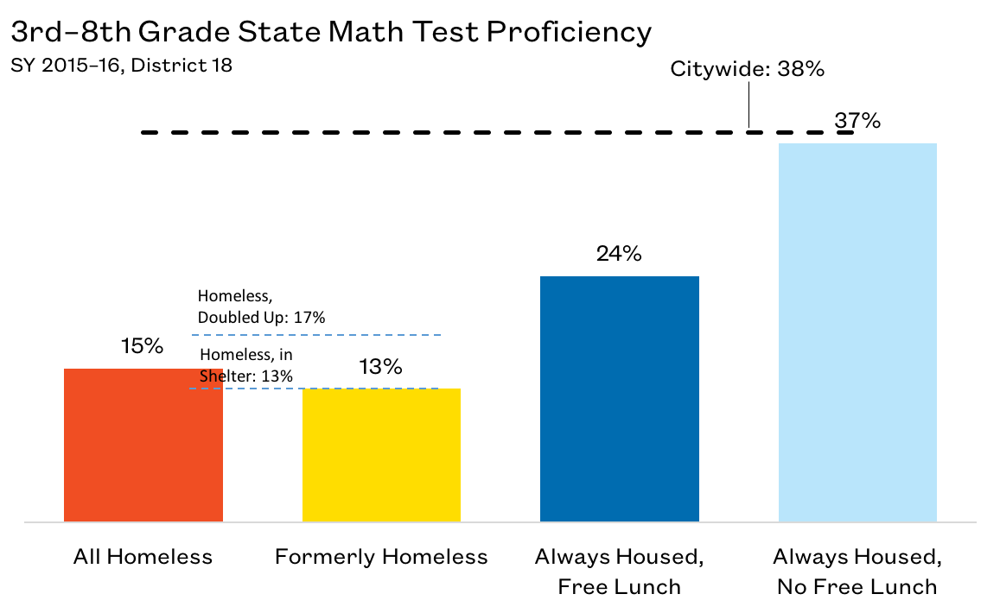 3rd–8th Grade State Math Test Proficiency
SY 2015–16, District 18
Citywide: 38%
37%
24%
Homeless,
Doubled Up: 17%
15%
Homeless, in
Shelter: 13%
13%
All Homeless
Formerly Homeless
Always Housed,
Free Lunch
Always Housed,
No Free Lunch